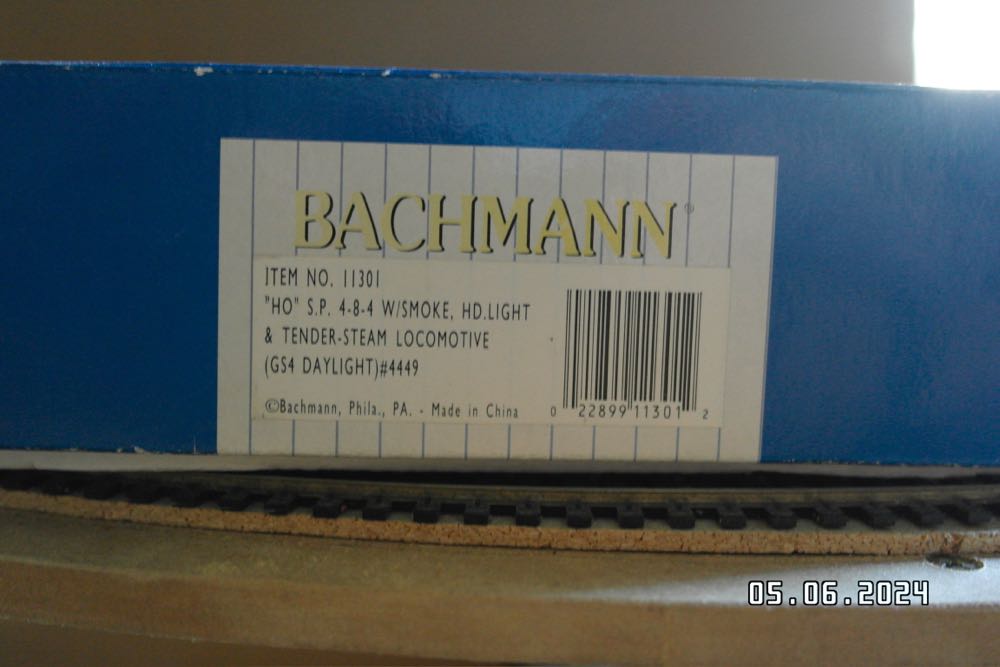 BACHMANN®
ITEM NO. 11301
"HO" S.P. 4-8-4 W/SMOKE, HD.LIGHT
& TENDER-STEAM LOCOMOTIVE
(GS4 DAYLIGHT)#4449
©Bachmann, Phila., PA. - Made in China
0 22899 11301 2
05.06.2024